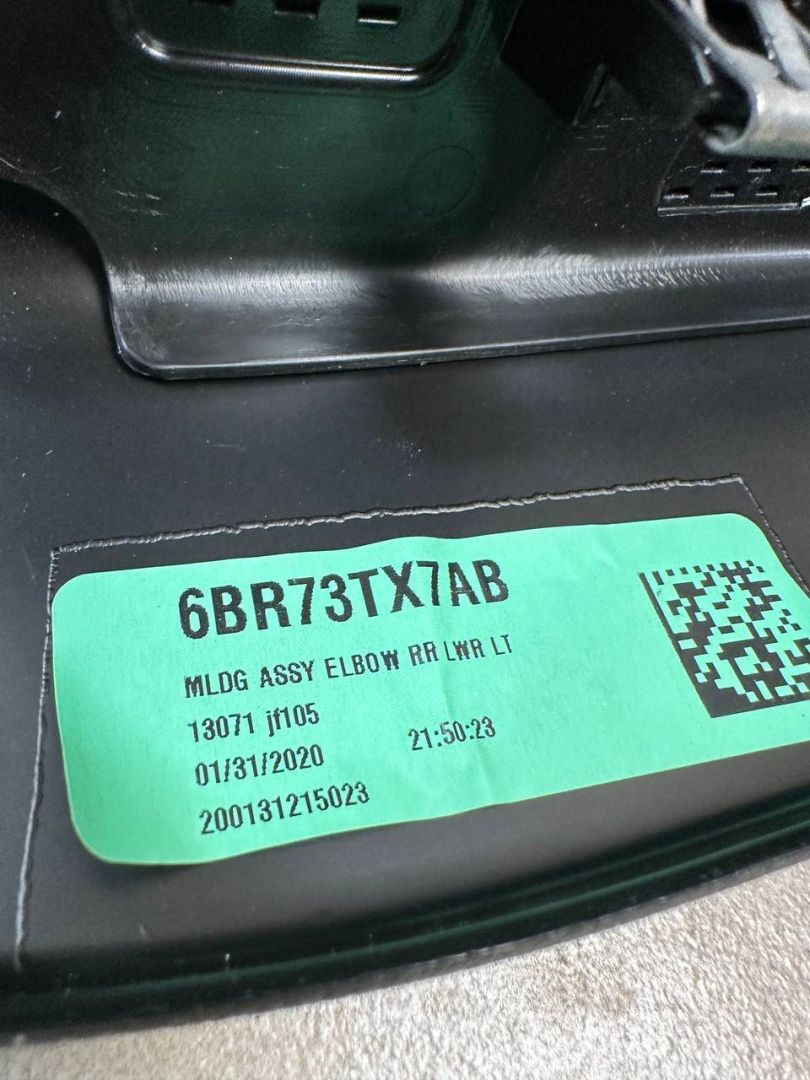 6BR73TX7AB
MLDG ASSY ELBOW RR LWR LT
13071 jf105
01/31/2020 21:50:23
200131215023